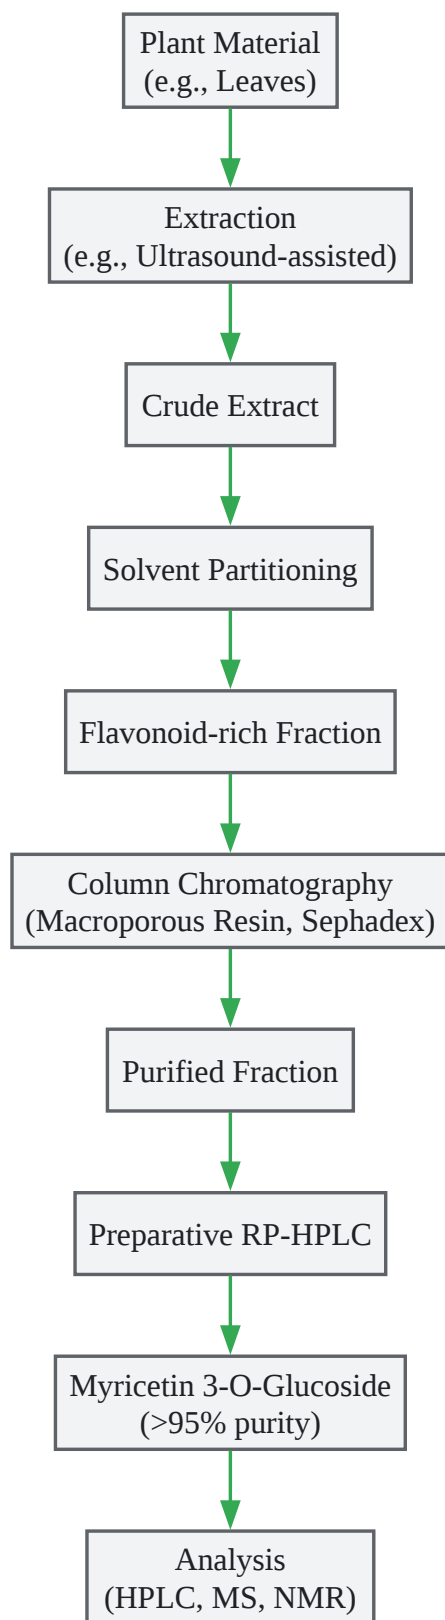 Plant Material
(e.g., Leaves)
Extraction
(e.g., Ultrasound-assisted)
Crude Extract
Solvent Partitioning
Flavonoid-rich Fraction
Column Chromatography
(Macroporous Resin, Sephadex)
Purified Fraction
Preparative RP-HPLC
Myricetin 3-O-Glucoside
(>95% purity)
Analysis
(HPLC, MS, NMR)